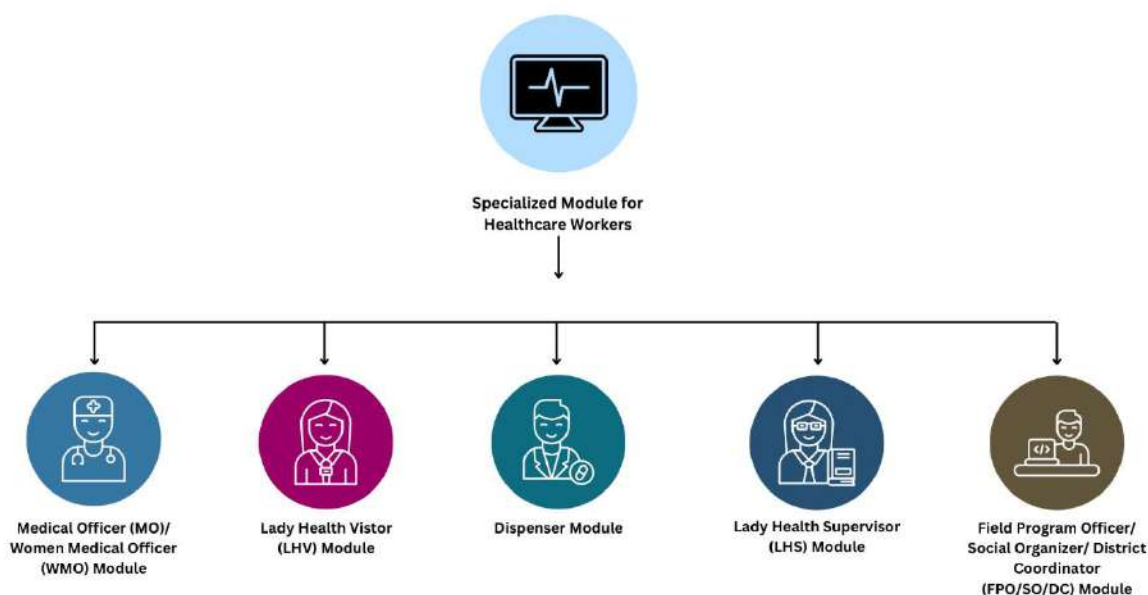 Specialized Module for
Healthcare Workers
Medical Officer (MO)/
Women Medical Officer
(WMO) Module
Lady Health Vistor
(LHV) Module
Dispenser Module
Lady Health Supervisor
(LHS) Module
Field Program Officer/
Social Organizer/ District
Coordinator
(FPO/SO/DC) Module